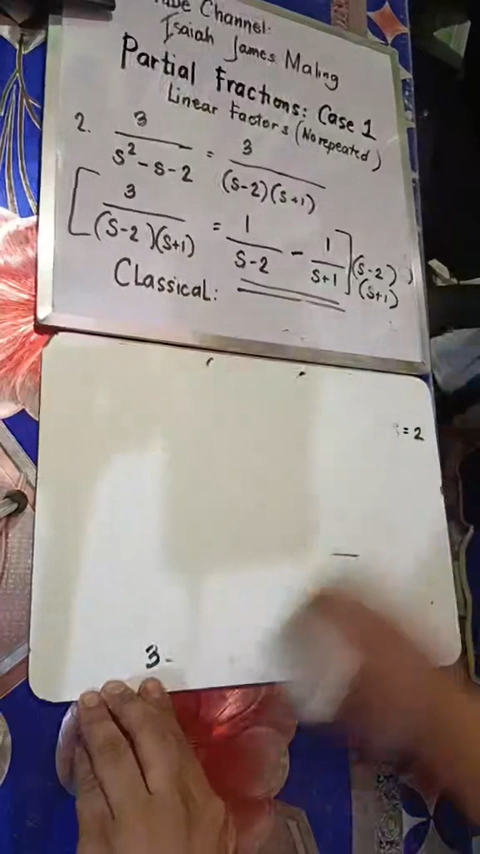 Channel:
Isaiah James Maling
Partial Fractions: Case 1
Linear Factors (No repeated)
2. 3/(s²-s-2) = 3/((s-2)(s+1))
[3/((s-2)(s+1)) = 1/(s-2) - 1/(s+1)](s-2)(s+1)
Classical:
= 2
3-